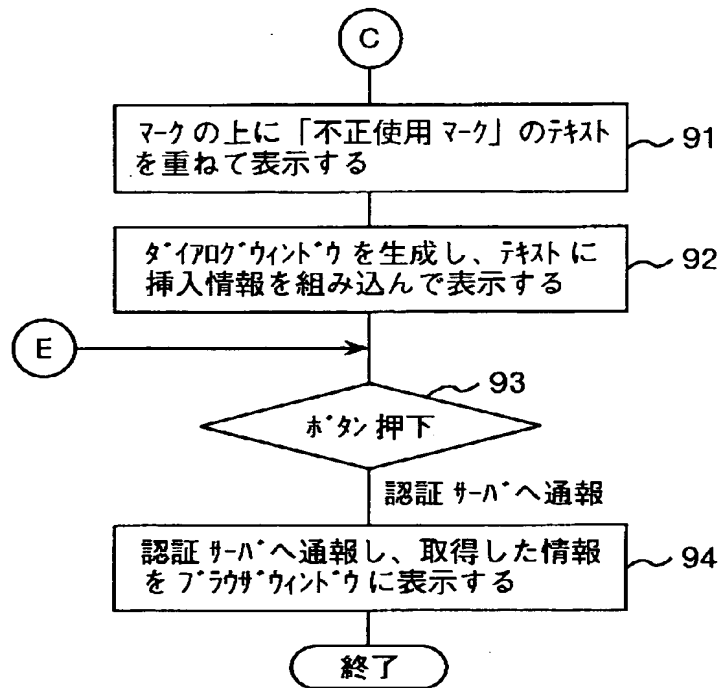 C
ﾏｰｸの上に「不正使用ﾏｰｸ」のﾃｷｽﾄ
を重ねて表示する
91
ﾀﾞｲｱﾛｸﾞｳｨﾝﾄﾞｳを生成し、ﾃｷｽﾄに
挿入情報を組み込んで表示する
92
E
93
ﾎﾞﾀﾝ押下
認証ｻｰﾊﾞへ通報
認証ｻｰﾊﾞへ通報し、取得した情報
をﾌﾞﾗｳｻﾞｳｨﾝﾄﾞｳに表示する
94
終了